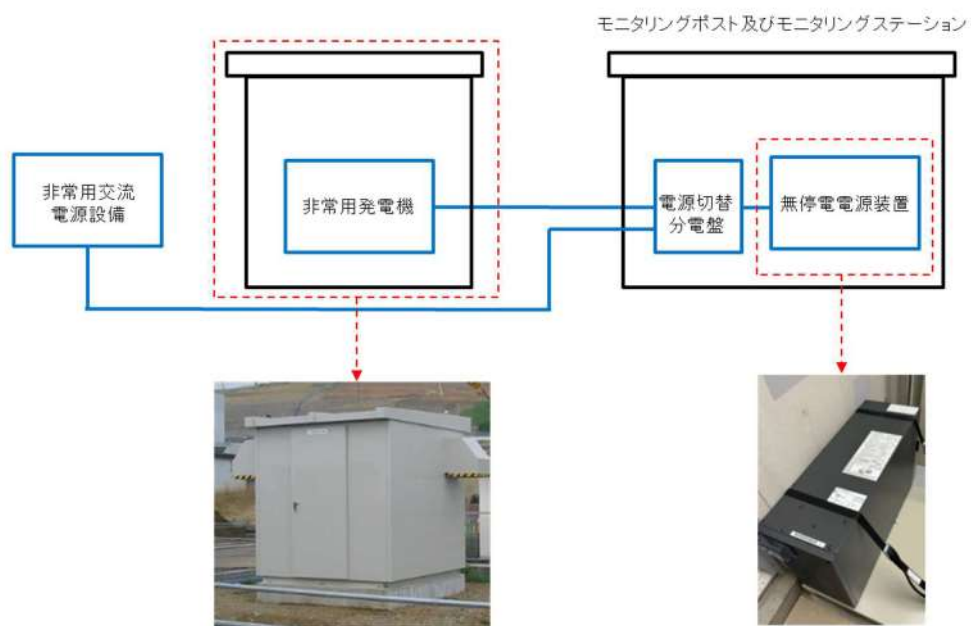 モニタリングポスト及びモニタリングステーション
非常用交流
電源設備
非常用発電機
電源切替
分電盤
無停電電源装置